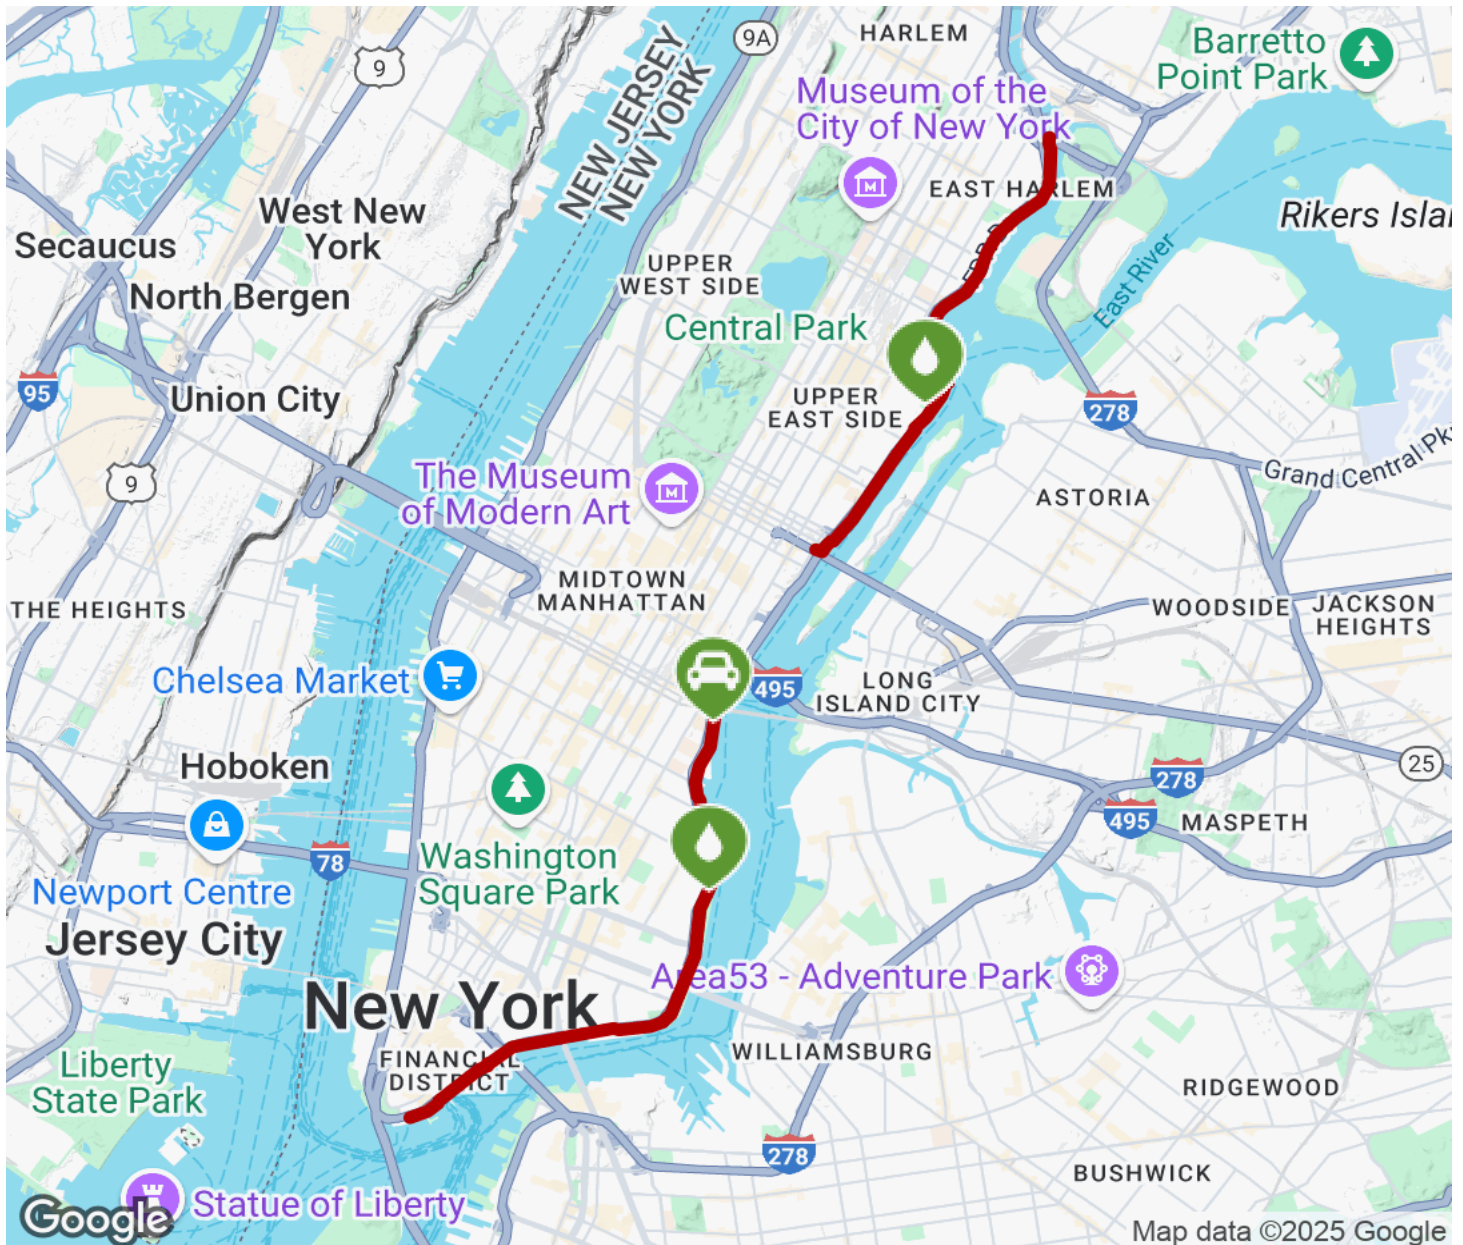 HARLEM
9A
9
Barretto
Point Park
NEW JERSEY
NEW YORK
Museum of the
City of New York
EAST HARLEM
West New
York
Rikers Islan
Secaucus
UPPER
WEST SIDE
East River
North Bergen
Central Park
95
Union City
UPPER
EAST SIDE
278
Grand Central Pkwy
9
The Museum
of Modern Art
ASTORIA
MIDTOWN
MANHATTAN
THE HEIGHTS
WOODSIDE
JACKSON
HEIGHTS
Chelsea Market
495
LONG
ISLAND CITY
Hoboken
25
278
495
MASPETH
78
Washington
Square Park
Newport Centre
Jersey City
Area53 - Adventure Park
New York
FINANCIAL
DISTRICT
WILLIAMSBURG
Liberty
State Park
RIDGEWOOD
278
BUSHWICK
Statue of Liberty
Google
Map data ©2025 Google